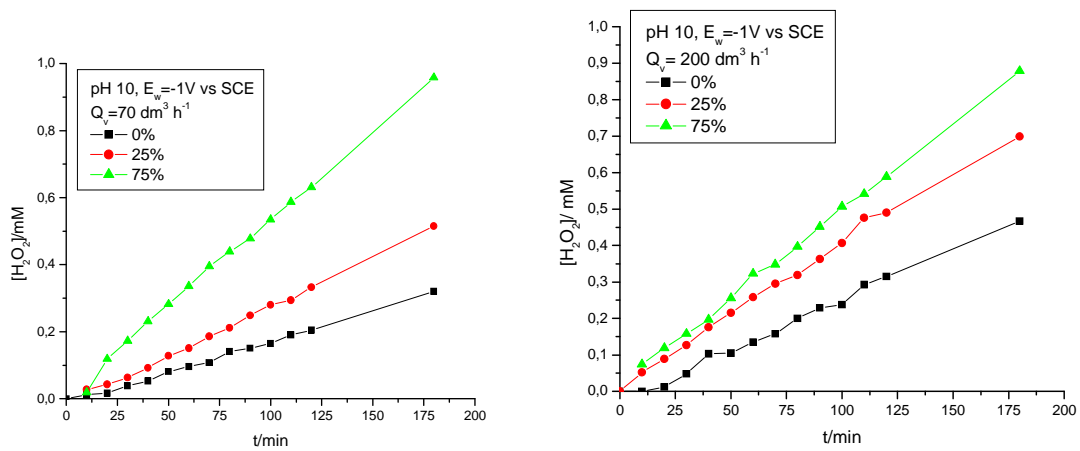 pH 10, E_w=-1V vs SCE
Q_v=70 dm³ h⁻¹
0%
25%
75%
1,0
0,8
0,6
0,4
0,2
0,0
[H₂O₂]/mM
0 25 50 75 100 125 150 175 200
t/min
pH 10, E_w=-1V vs SCE
Q_v= 200 dm³ h⁻¹
0%
25%
75%
1,0
0,9
0,8
0,7
0,6
0,5
0,4
0,3
0,2
0,1
0,0
[H₂O₂]/ mM
0 25 50 75 100 125 150 175 200
t/min